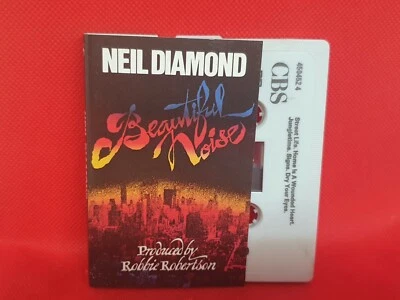 NEIL DIAMOND
Beautiful
Noise
Produced by
Robbie Robertson
450452 4
CBS
Street Life. Home Is A Wounded Heart.
Jungletime. Signs. Dry Your Eyes.